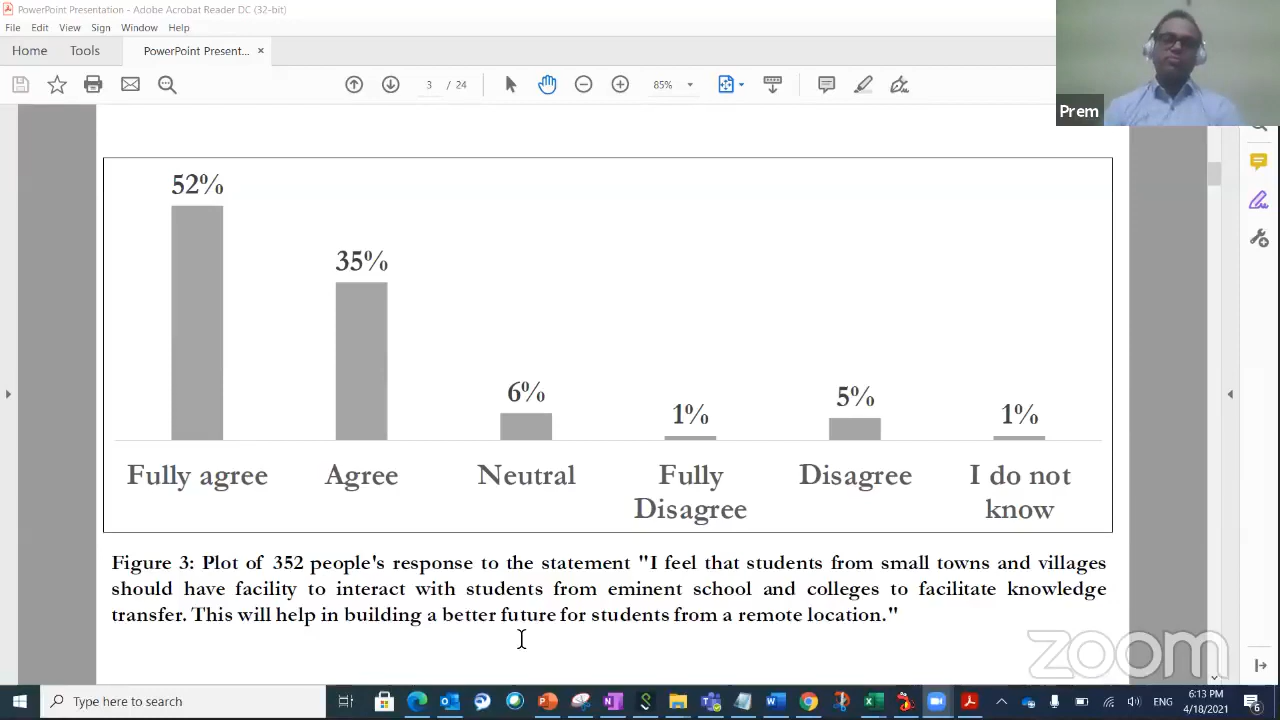 PowerPoint Presentation - Adobe Acrobat Reader DC (32-bit)
File Edit View Sign Window Help
Home Tools PowerPoint Present... ×
3 / 24 85%
Prem
52%
35%
6%
1%
5%
1%
Fully agree Agree Neutral Fully Disagree I do not
Disagree know
Figure 3: Plot of 352 people's response to the statement "I feel that students from small towns and villages
should have facility to interact with students from eminent school and colleges to facilitate knowledge
transfer. This will help in building a better future for students from a remote location."
zoom
Type here to search
ENG
6:13 PM
4/18/2021